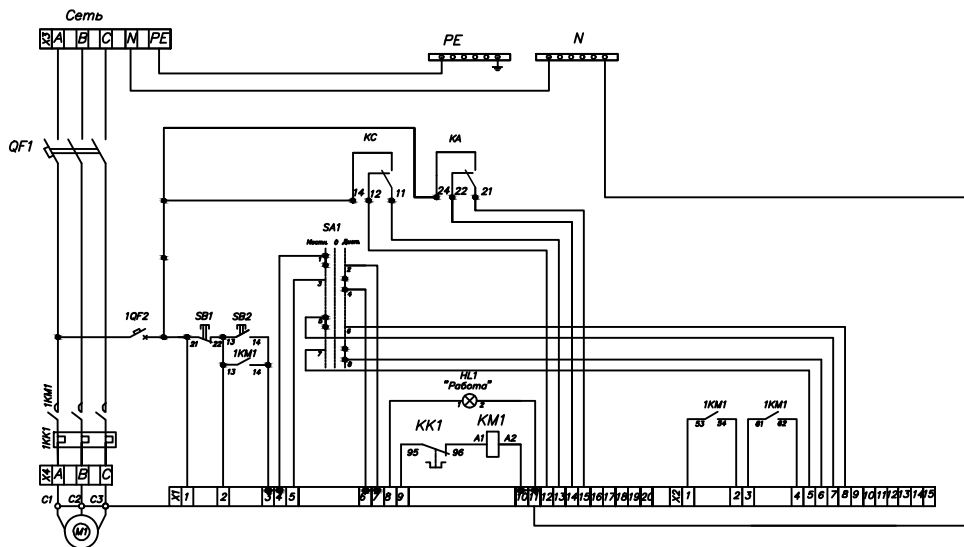 Сеть
X3 A B C N PE
PE
N
QF1
KC
KA
14 12 11
24 22 21
SA1
Местн. 0 Дист.
1
2
3
4
5
6
7
8
1QF2
SB1
SB2
21 22 13 14
1KM1
13 14
HL1
"Работа"
1 2
KK1
KM1
95 96 A1 A2
1KM1
53 54
1KM1
61 62
1KM1
1KK1
X4 A B C
C1 C2 C3
M1
X1 1 2 3 4 5 6 7 8 9 10 11 12 13 14 15 16 17 18 19 20
X2 1 2 3 4 5 6 7 8 9 10 11 12 13 14 15